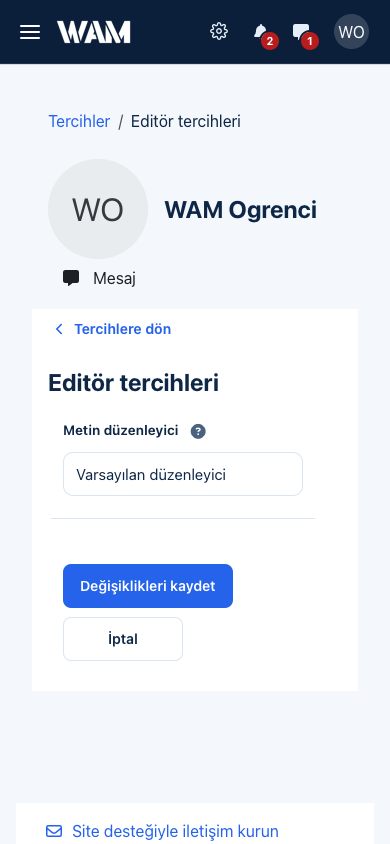 WAM
2
1
WO
Tercihler / Editör tercihleri
WO
WAM Ogrenci
Mesaj
Tercihlere dön
Editör tercihleri
Metin düzenleyici ?
Varsayılan düzenleyici
Değişiklikleri kaydet
İptal
Site desteğiyle iletişim kurun